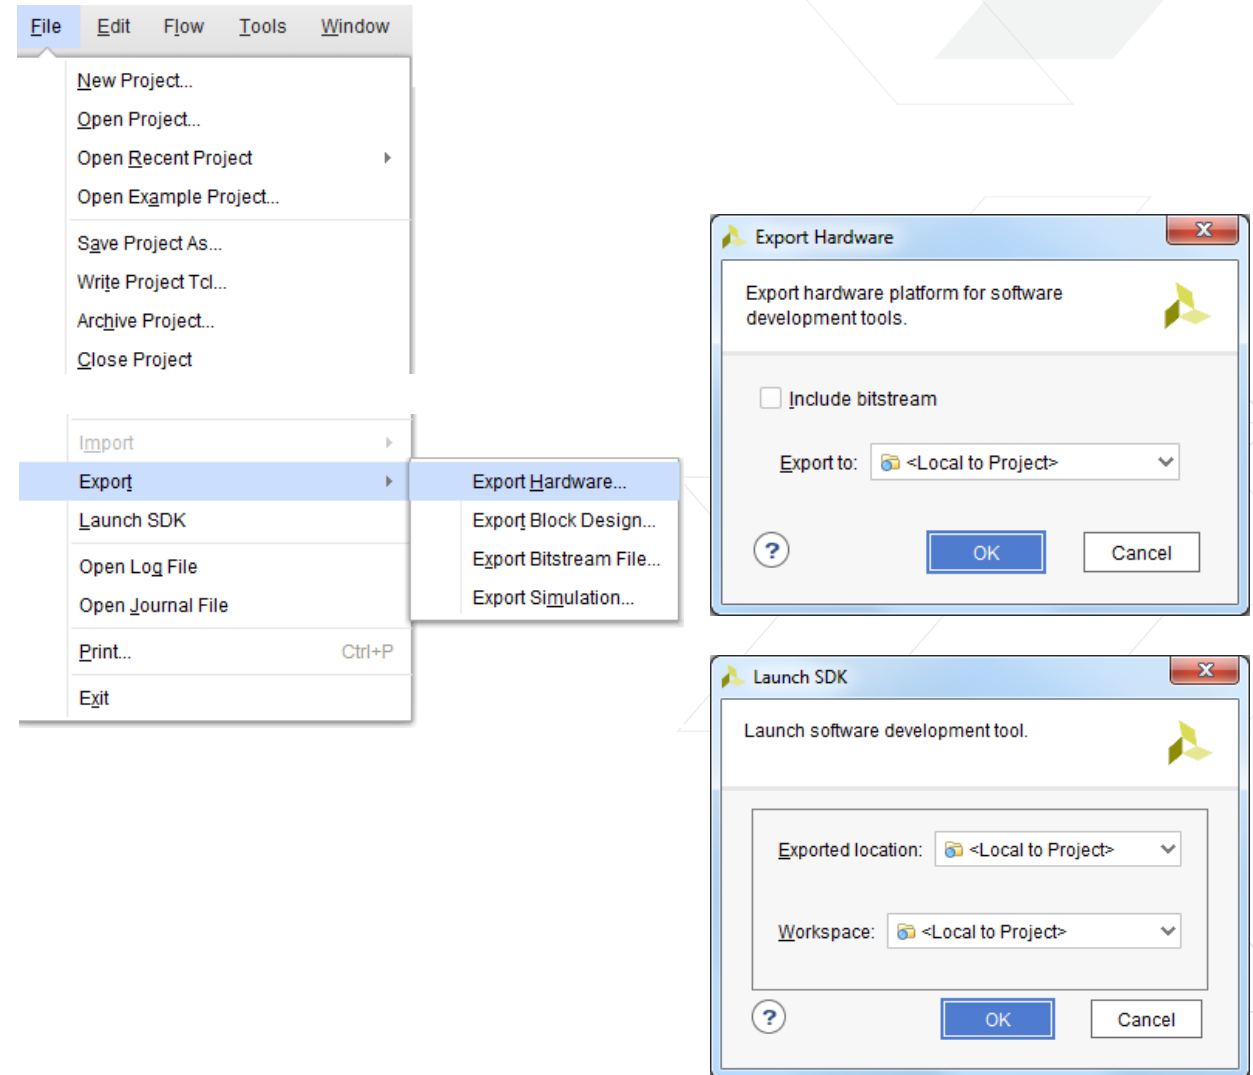 File Edit Flow Tools Window
New Project...
Open Project...
Open Recent Project
Open Example Project...
Save Project As...
Write Project Tcl...
Archive Project...
Close Project
Import
Export
Launch SDK
Open Log File
Open Journal File
Print... Ctrl+P
Exit
Export Hardware...
Export Block Design...
Export Bitstream File...
Export Simulation...
Export Hardware
Export hardware platform for software
development tools.
Include bitstream
Export to: <Local to Project>
? OK Cancel
Launch SDK
Launch software development tool.
Exported location: <Local to Project>
Workspace: <Local to Project>
? OK Cancel